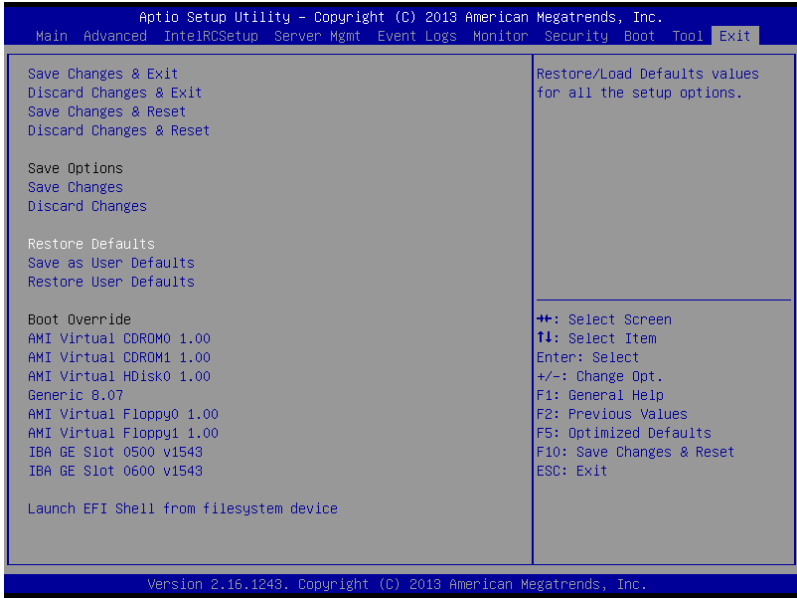 Aptio Setup Utility – Copyright (C) 2013 American Megatrends, Inc.
Main Advanced IntelRCSetup Server Mgmt Event Logs Monitor Security Boot Tool Exit
Save Changes & Exit
Discard Changes & Exit
Save Changes & Reset
Discard Changes & Reset
Save Options
Save Changes
Discard Changes
Restore Defaults
Save as User Defaults
Restore User Defaults
Boot Override
AMI Virtual CDROM0 1.00
AMI Virtual CDROM1 1.00
AMI Virtual HDisk0 1.00
Generic 8.07
AMI Virtual Floppy0 1.00
AMI Virtual Floppy1 1.00
IBA GE Slot 0500 v1543
IBA GE Slot 0600 v1543
Launch EFI Shell from filesystem device
Restore/Load Defaults values
for all the setup options.
→←: Select Screen
↑↓: Select Item
Enter: Select
+/-: Change Opt.
F1: General Help
F2: Previous Values
F5: Optimized Defaults
F10: Save Changes & Reset
ESC: Exit
Version 2.16.1243. Copyright (C) 2013 American Megatrends, Inc.